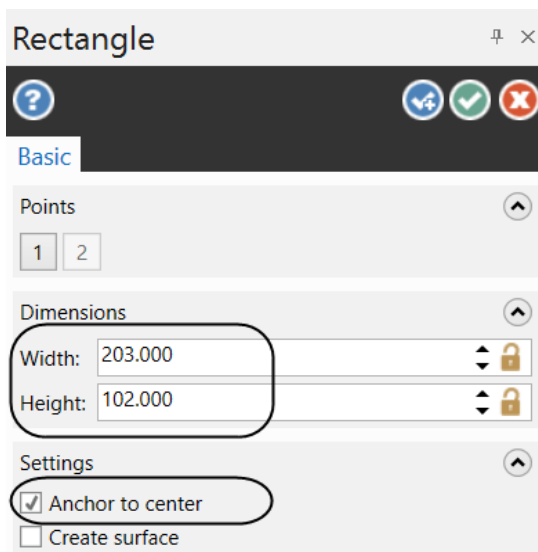 Rectangle
?
Basic
Points
1 2
Dimensions
Width: 203.000
Height: 102.000
Settings
Anchor to center
Create surface